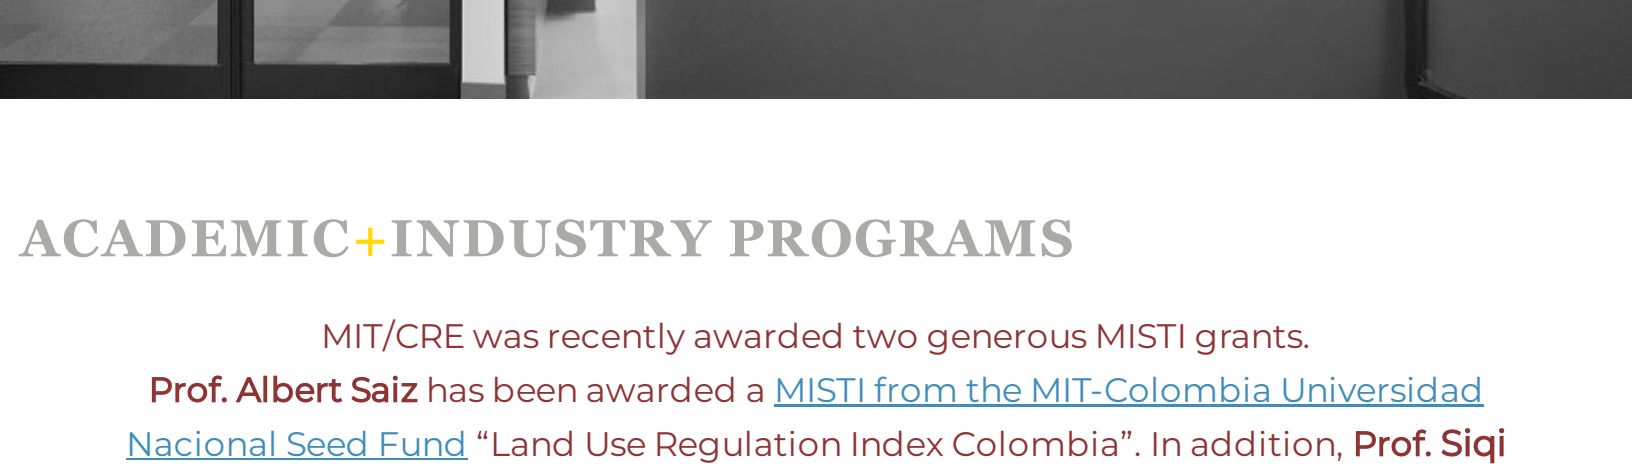 ACADEMIC+INDUSTRY PROGRAMS
MIT/CRE was recently awarded two generous MISTI grants.
Prof. Albert Saiz has been awarded a MISTI from the MIT-Colombia Universidad
Nacional Seed Fund “Land Use Regulation Index Colombia”. In addition, Prof. Siqi